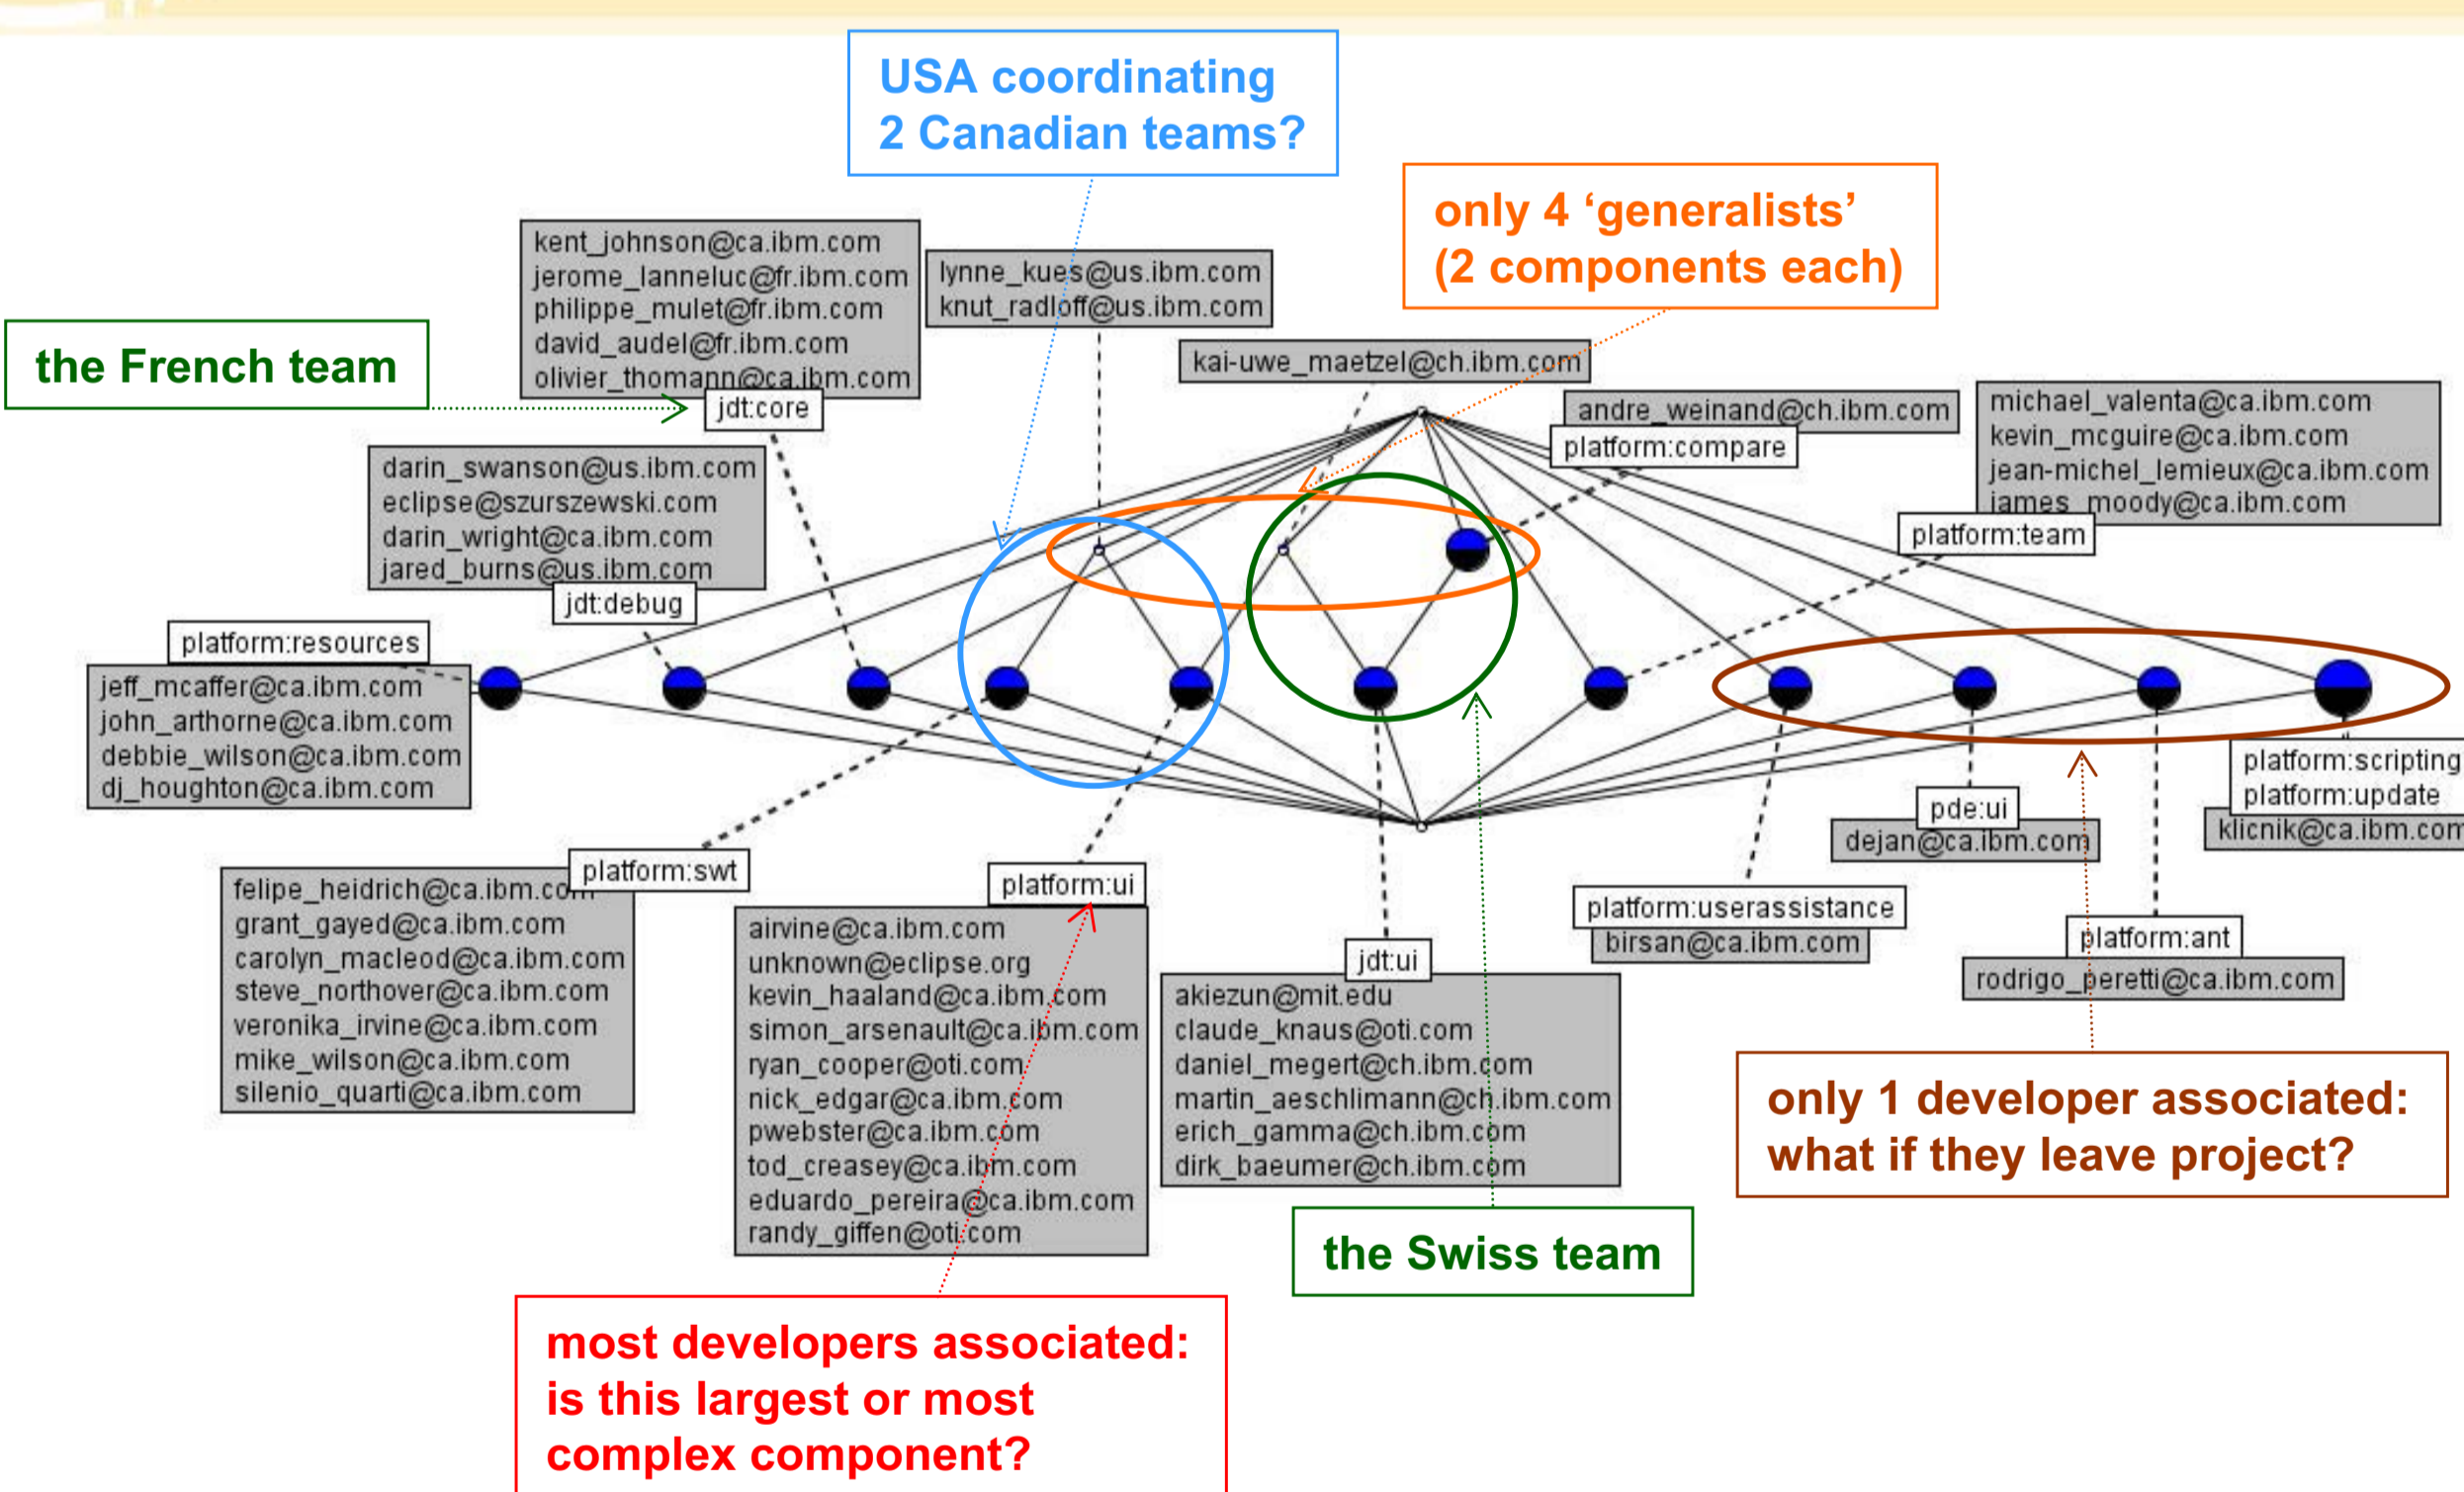 USA coordinating
2 Canadian teams?
only 4 ‘generalists’
(2 components each)
kent_johnson@ca.ibm.com
jerome_lanneluc@fr.ibm.com
philippe_mulet@fr.ibm.com
david_audel@fr.ibm.com
olivier_thomann@ca.ibm.com
jdt:core
lynne_kues@us.ibm.com
knut_radloff@us.ibm.com
the French team
kai-uwe_maetzel@ch.ibm.com
andre_weinand@ch.ibm.com
platform:compare
michael_valenta@ca.ibm.com
kevin_mcguire@ca.ibm.com
jean-michel_lemieux@ca.ibm.com
james_moody@ca.ibm.com
platform:team
darin_swanson@us.ibm.com
eclipse@szurszewski.com
darin_wright@ca.ibm.com
jared_burns@us.ibm.com
jdt:debug
platform:resources
jeff_mcaffer@ca.ibm.com
john_arthorne@ca.ibm.com
debbie_wilson@ca.ibm.com
dj_houghton@ca.ibm.com
platform:scripting
platform:update
klicnik@ca.ibm.com
pde:ui
dejan@ca.ibm.com
platform:swt
felipe_heidrich@ca.ibm.com
grant_gayed@ca.ibm.com
carolyn_macleod@ca.ibm.com
steve_northover@ca.ibm.com
veronika_irvine@ca.ibm.com
mike_wilson@ca.ibm.com
silenio_quarti@ca.ibm.com
platform:ui
airvine@ca.ibm.com
unknown@eclipse.org
kevin_haaland@ca.ibm.com
simon_arsenault@ca.ibm.com
ryan_cooper@oti.com
nick_edgar@ca.ibm.com
pwebster@ca.ibm.com
tod_creasey@ca.ibm.com
eduardo_pereira@ca.ibm.com
randy_giffen@oti.com
jdt:ui
akiezun@mit.edu
claude_knaus@oti.com
daniel_megert@ch.ibm.com
martin_aeschlimann@ch.ibm.com
erich_gamma@ch.ibm.com
dirk_baeumer@ch.ibm.com
platform:userassistance
birsan@ca.ibm.com
platform:ant
rodrigo_peretti@ca.ibm.com
only 1 developer associated:
what if they leave project?
the Swiss team
most developers associated:
is this largest or most
complex component?